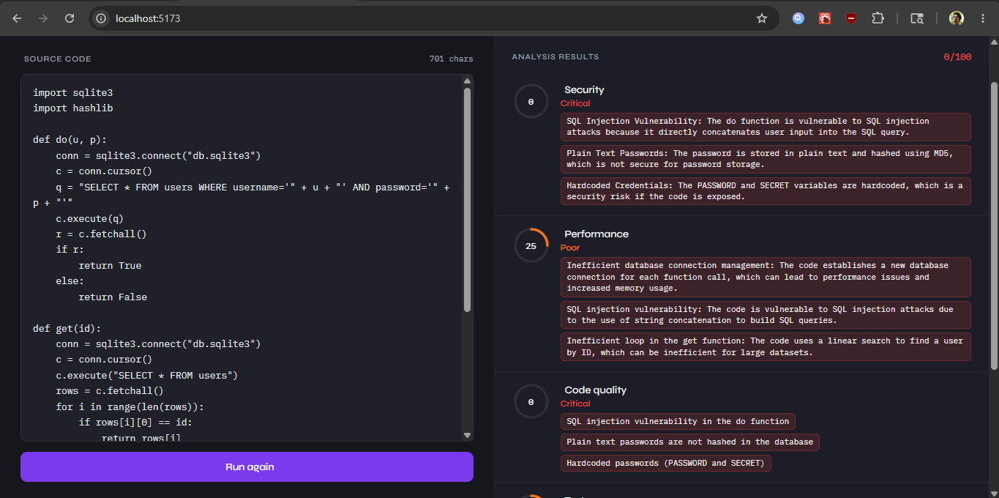 localhost:5173
SOURCE CODE
701 chars
import sqlite3
import hashlib
def do(u, p):
    conn = sqlite3.connect("db.sqlite3")
    c = conn.cursor()
    q = "SELECT * FROM users WHERE username='" + u + "' AND password='" +
p + "'"
    c.execute(q)
    r = c.fetchall()
    if r:
        return True
    else:
        return False
def get(id):
    conn = sqlite3.connect("db.sqlite3")
    c = conn.cursor()
    c.execute("SELECT * FROM users")
    rows = c.fetchall()
    for i in range(len(rows)):
        if rows[i][0] == id:
            return rows[i]
Run again
ANALYSIS RESULTS
0/100
0
Security
Critical
SQL Injection Vulnerability: The do function is vulnerable to SQL injection
attacks because it directly concatenates user input into the SQL query.
Plain Text Passwords: The password is stored in plain text and hashed using MD5,
which is not secure for password storage.
Hardcoded Credentials: The PASSWORD and SECRET variables are hardcoded, which is a
security risk if the code is exposed.
25
Performance
Poor
Inefficient database connection management: The code establishes a new database
connection for each function call, which can lead to performance issues and
increased memory usage.
SQL injection vulnerability: The code is vulnerable to SQL injection attacks due
to the use of string concatenation to build SQL queries.
Inefficient loop in the get function: The code uses a linear search to find a user
by ID, which can be inefficient for large datasets.
0
Code quality
Critical
SQL injection vulnerability in the do function
Plain text passwords are not hashed in the database
Hardcoded passwords (PASSWORD and SECRET)